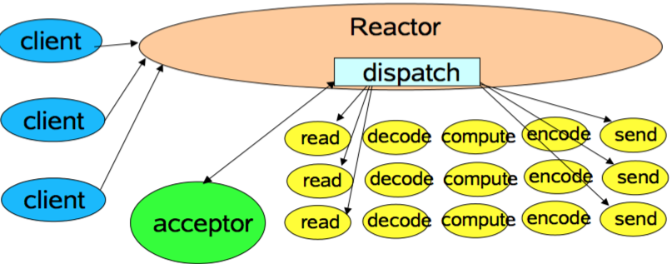 Reactor
client
dispatch
client
read decode compute encode send
read decode compute encode send
client
acceptor
read decode compute encode send